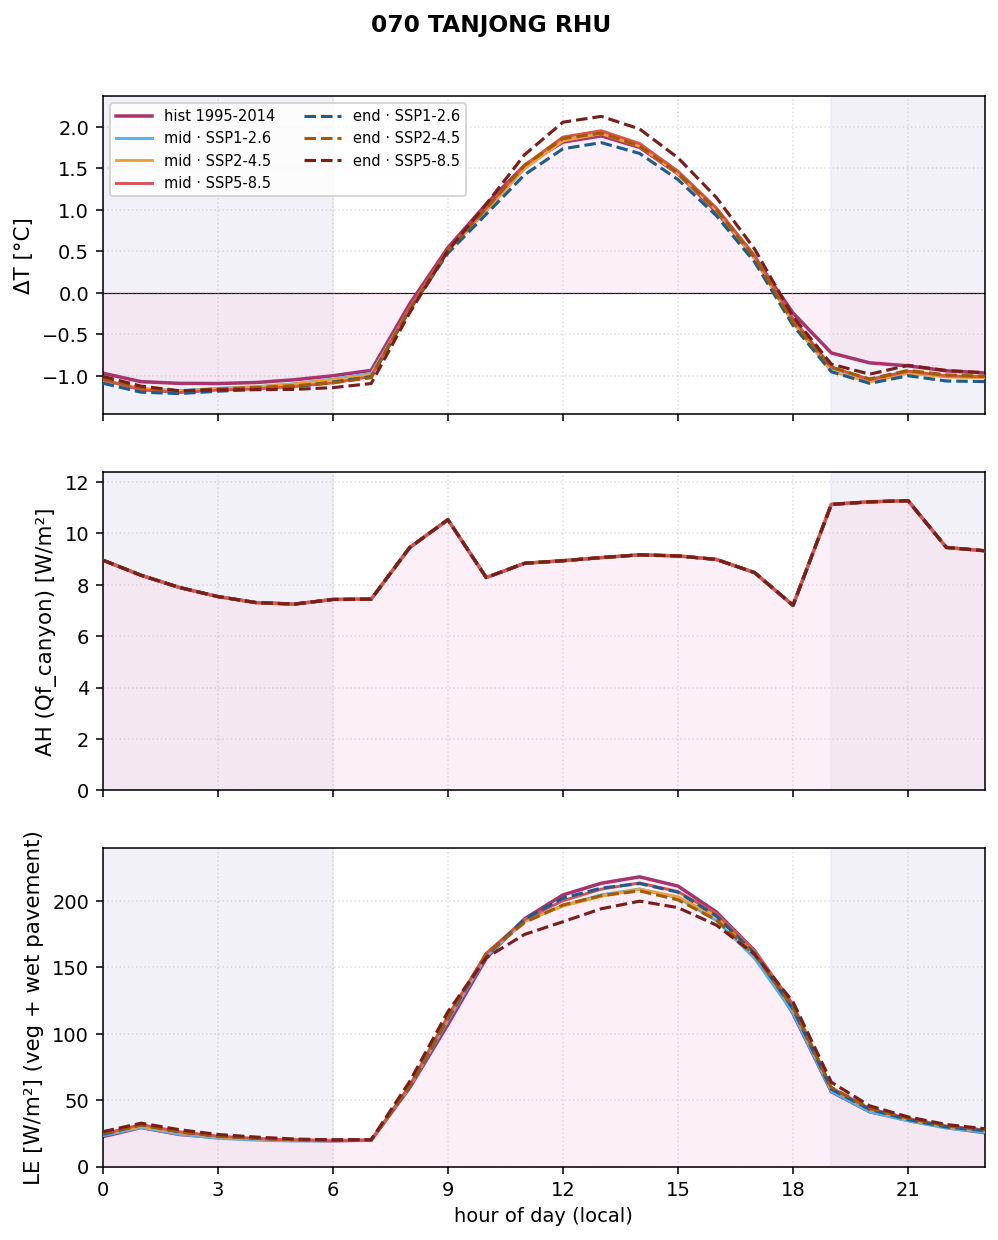 070 TANJONG RHU
hist 1995-2014
mid · SSP1-2.6
mid · SSP2-4.5
mid · SSP5-8.5
end · SSP1-2.6
end · SSP2-4.5
end · SSP5-8.5
ΔT [°C]
2.0
1.5
1.0
0.5
0.0
−0.5
−1.0
AH (Qf_canyon) [W/m²]
12
10
8
6
4
2
0
LE [W/m²] (veg + wet pavement)
200
150
100
50
0
0 3 6 9 12 15 18 21
hour of day (local)